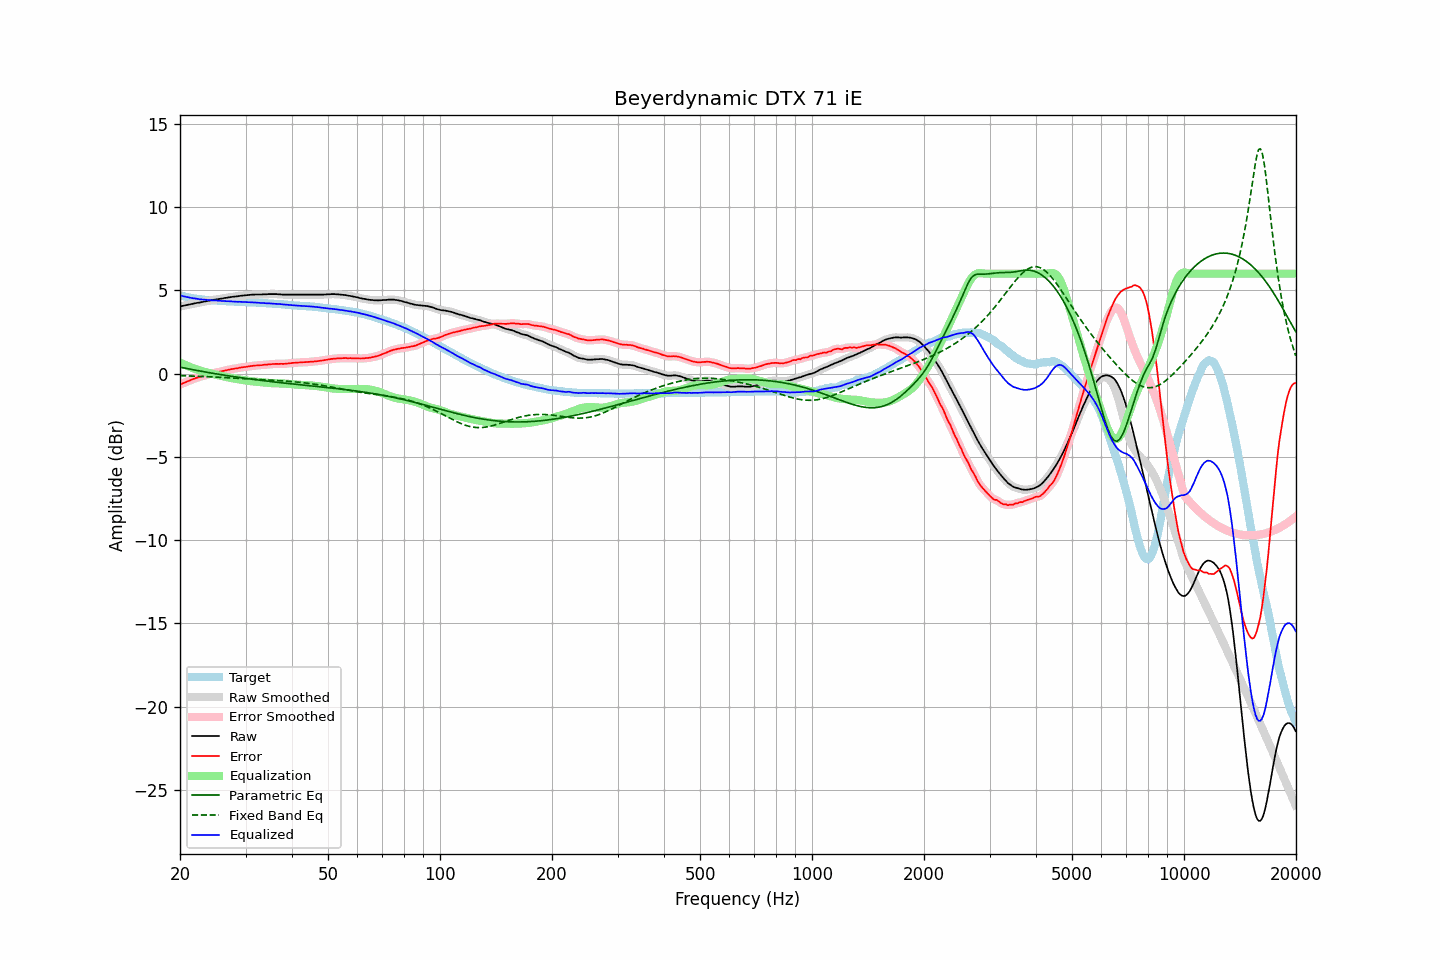 Beyerdynamic DTX 71 iE
15
10
5
0
−5
−10
−15
−20
−25
Amplitude (dBr)
Target
Raw Smoothed
Error Smoothed
Raw
Error
Equalization
Parametric Eq
Fixed Band Eq
Equalized
20
50
100
200
500
1000
2000
5000
10000
20000
Frequency (Hz)